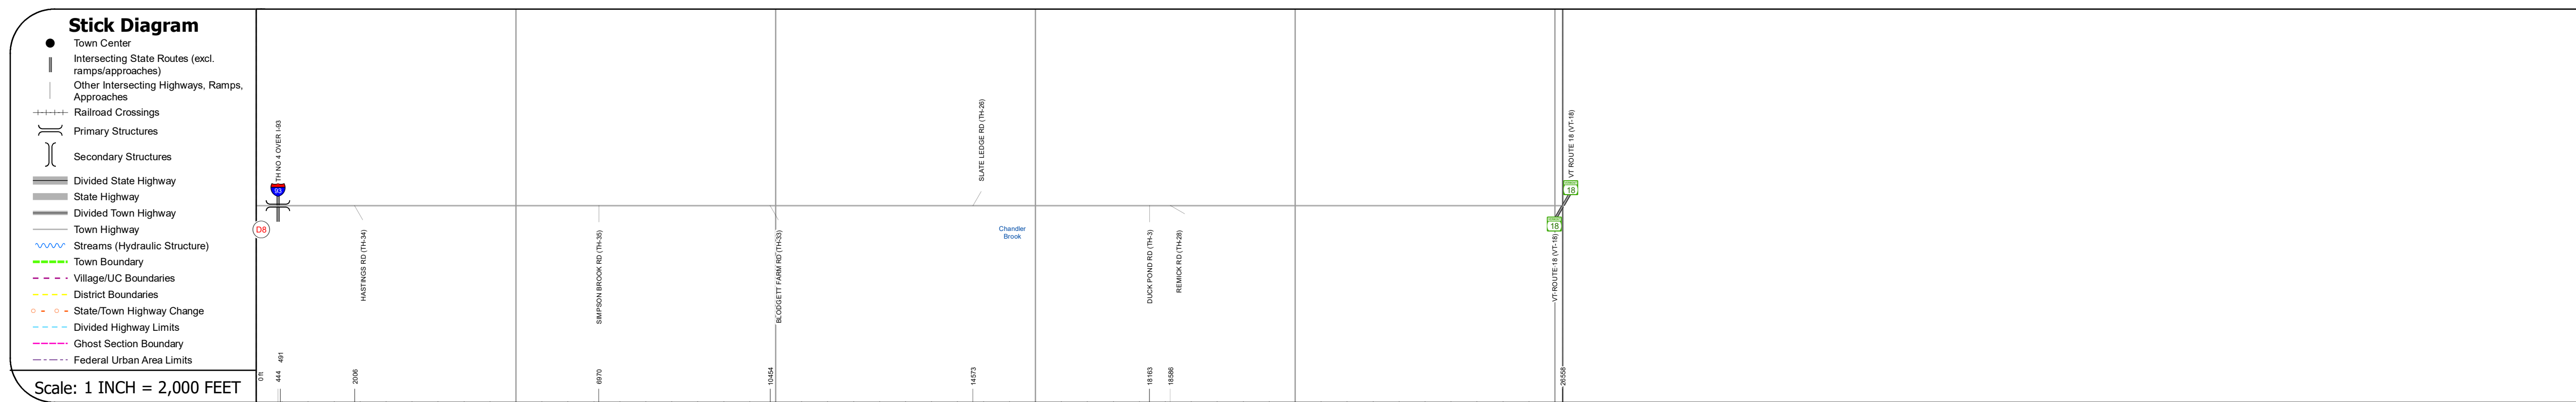 Stick Diagram
Town Center
Intersecting State Routes (excl.
ramps/approaches)
Other Intersecting Highways, Ramps,
Approaches
Railroad Crossings
Primary Structures
Secondary Structures
Divided State Highway
State Highway
Divided Town Highway
Town Highway
Streams (Hydraulic Structure)
Town Boundary
Village/UC Boundaries
District Boundaries
State/Town Highway Change
Divided Highway Limits
Ghost Section Boundary
Federal Urban Area Limits
Scale: 1 INCH = 2,000 FEET
TH NO 4 OVER I-93
93
D8
HASTINGS RD (TH-34)
SIMPSON BROOK RD (TH-35)
BLODGETT FARM RD (TH-33)
SLATE LEDGE RD (TH-26)
Chandler
Brook
DUCK POND RD (TH-3)
REMICK RD (TH-28)
VT ROUTE 18 (VT-18)
18
18
VT ROUTE 18 (VT-18)
0 ft
444
491
2006
6970
10454
14573
18163
18586
26558